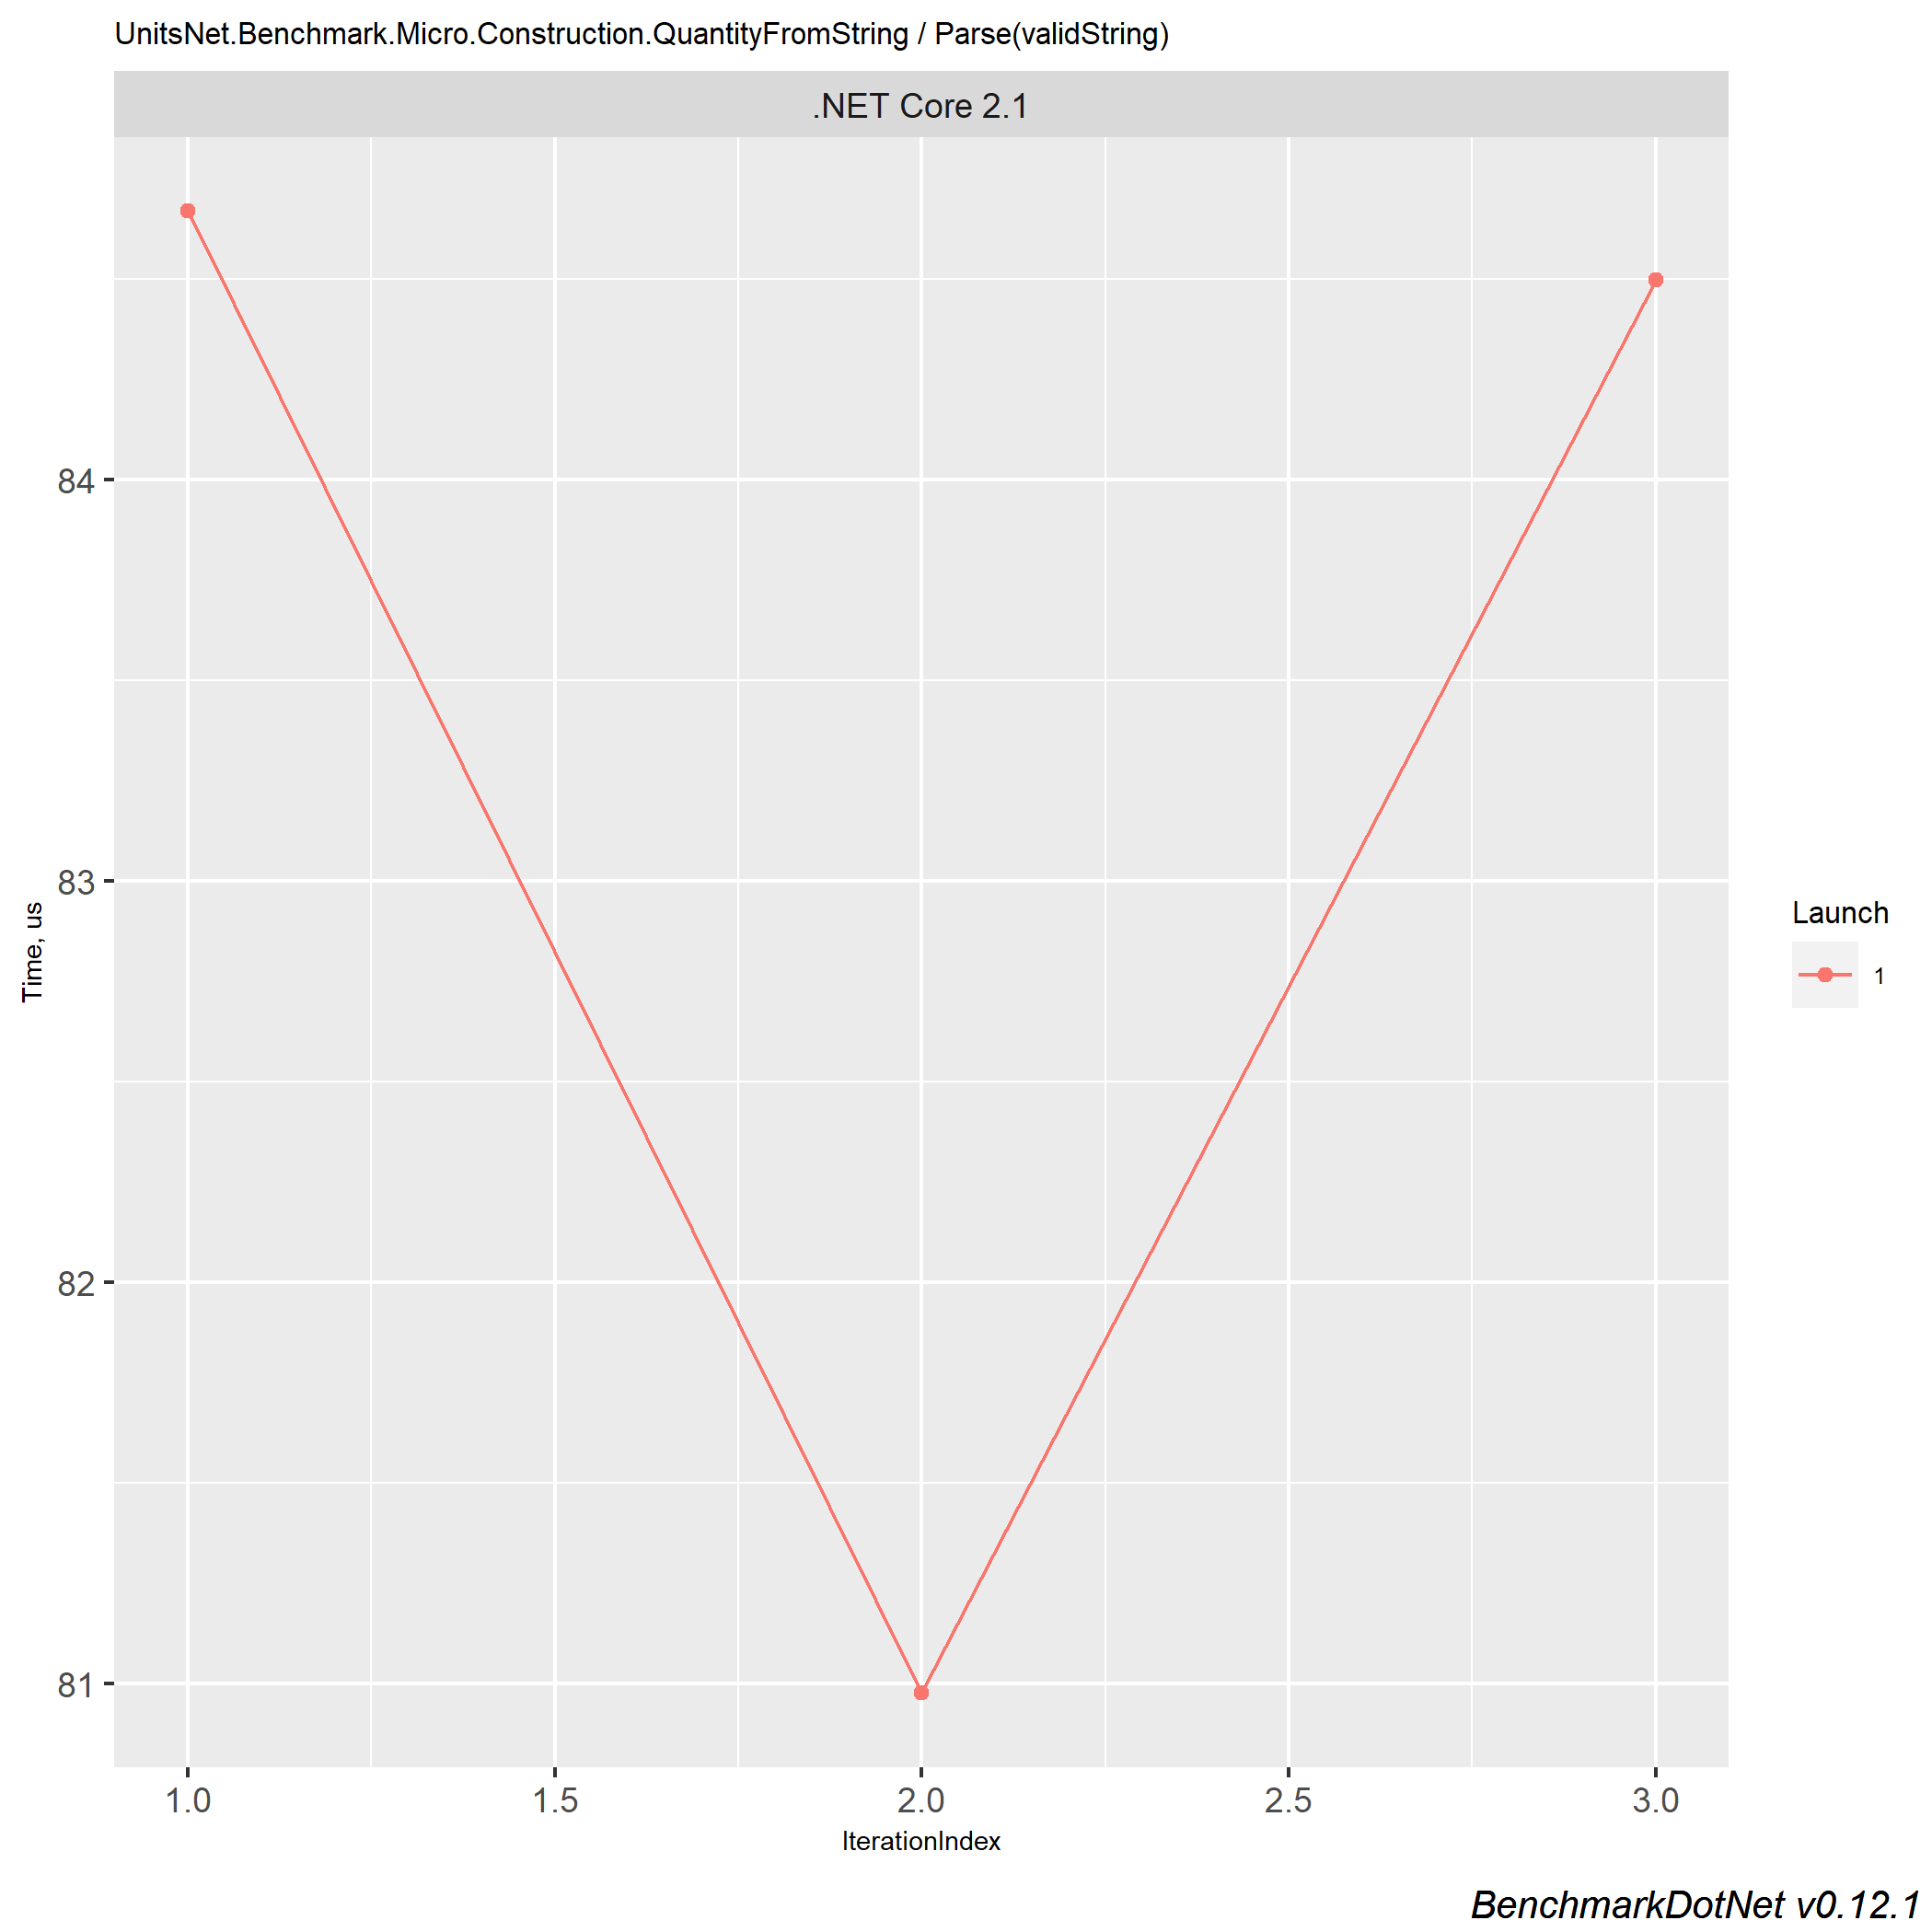 UnitsNet.Benchmark.Micro.Construction.QuantityFromString / Parse(validString)
.NET Core 2.1
84
83
82
81
Time, us
1.0 1.5 2.0 2.5 3.0
IterationIndex
Launch
1
BenchmarkDotNet v0.12.1